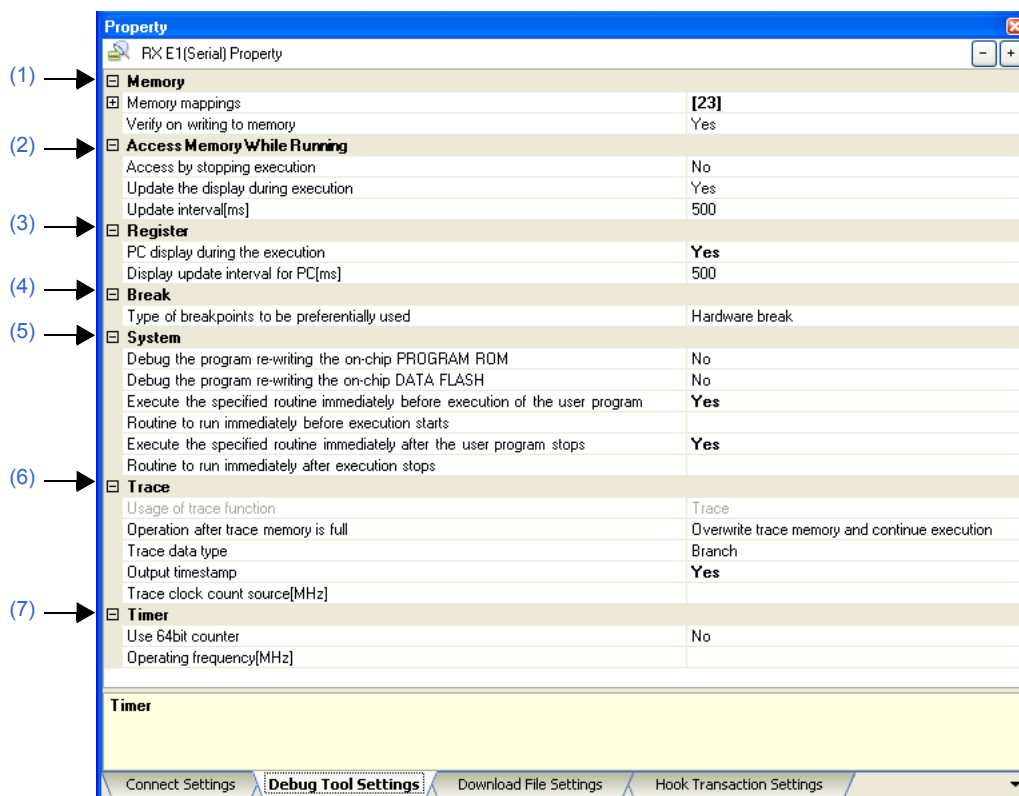 Property
RX E1(Serial) Property
- +
(1) Memory
Memory mappings [23]
Verify on writing to memory Yes
(2) Access Memory While Running
Access by stopping execution No
Update the display during execution Yes
Update interval[ms] 500
(3) Register
PC display during the execution Yes
Display update interval for PC[ms] 500
(4) Break
Type of breakpoints to be preferentially used Hardware break
(5) System
Debug the program re-writing the on-chip PROGRAM ROM No
Debug the program re-writing the on-chip DATA FLASH No
Execute the specified routine immediately before execution of the user program Yes
Routine to run immediately before execution starts
Execute the specified routine immediately after the user program stops Yes
Routine to run immediately after execution stops
(6) Trace
Usage of trace function Trace
Operation after trace memory is full Overwrite trace memory and continue execution
Trace data type Branch
Output timestamp Yes
Trace clock count source[MHz]
(7) Timer
Use 64bit counter No
Operating frequency[MHz]
Timer
Connect Settings Debug Tool Settings Download File Settings Hook Transaction Settings